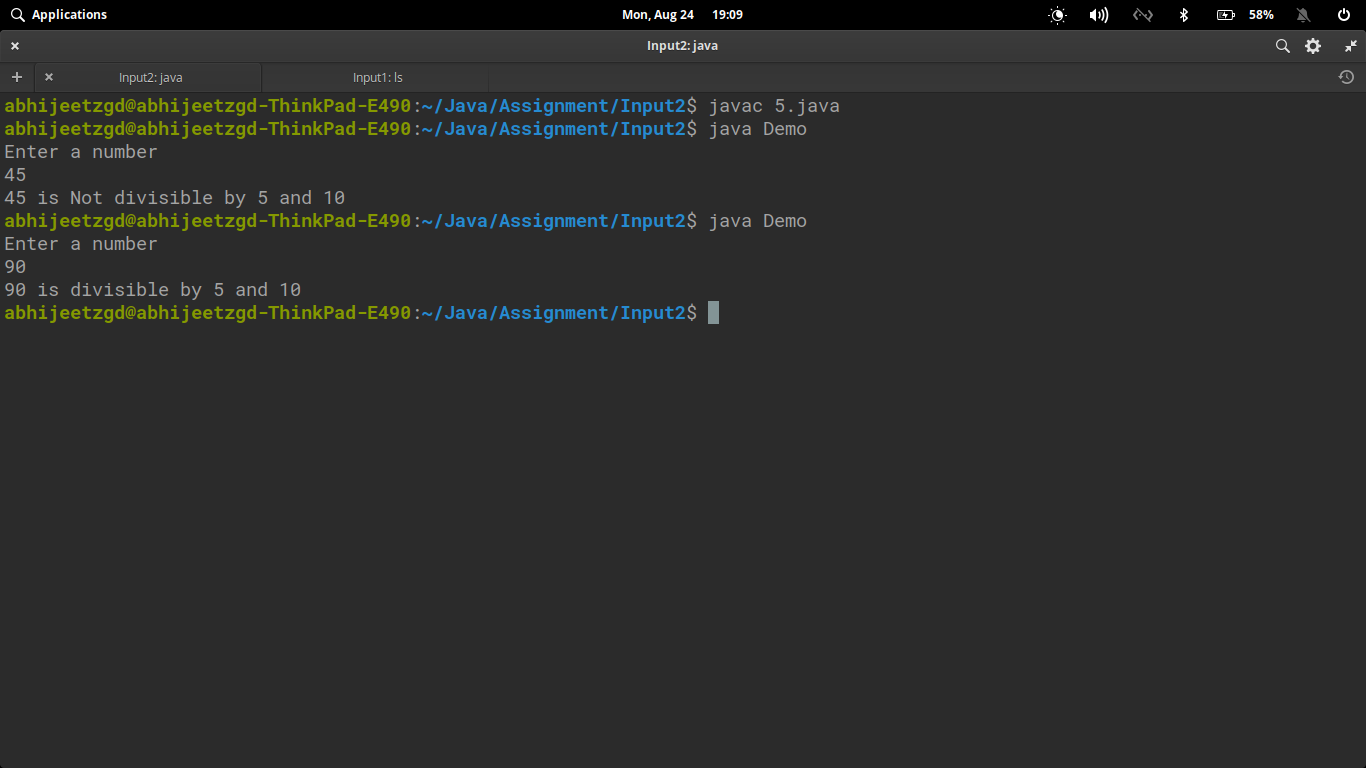 Applications
Mon, Aug 24 19:09
58%
Input2: java
Input2: java
Input1: ls
abhijeetzgd@abhijeetzgd-ThinkPad-E490:~/Java/Assignment/Input2$ javac 5.java
abhijeetzgd@abhijeetzgd-ThinkPad-E490:~/Java/Assignment/Input2$ java Demo
Enter a number
45
45 is Not divisible by 5 and 10
abhijeetzgd@abhijeetzgd-ThinkPad-E490:~/Java/Assignment/Input2$ java Demo
Enter a number
90
90 is divisible by 5 and 10
abhijeetzgd@abhijeetzgd-ThinkPad-E490:~/Java/Assignment/Input2$